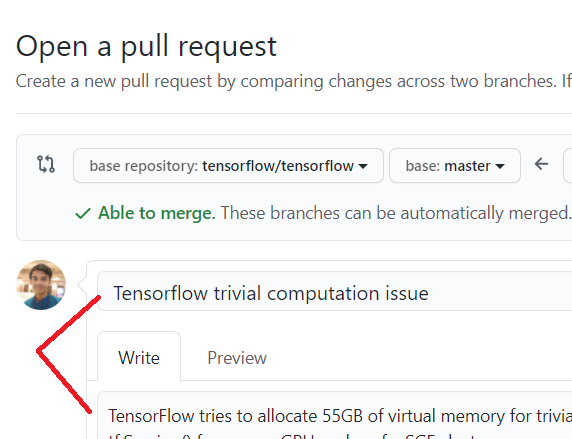 Open a pull request
Create a new pull request by comparing changes across two branches. If
base repository: tensorflow/tensorflow base: master
Able to merge. These branches can be automatically merged.
Tensorflow trivial computation issue
Write Preview
TensorFlow tries to allocate 55GB of virtual memory for trivia